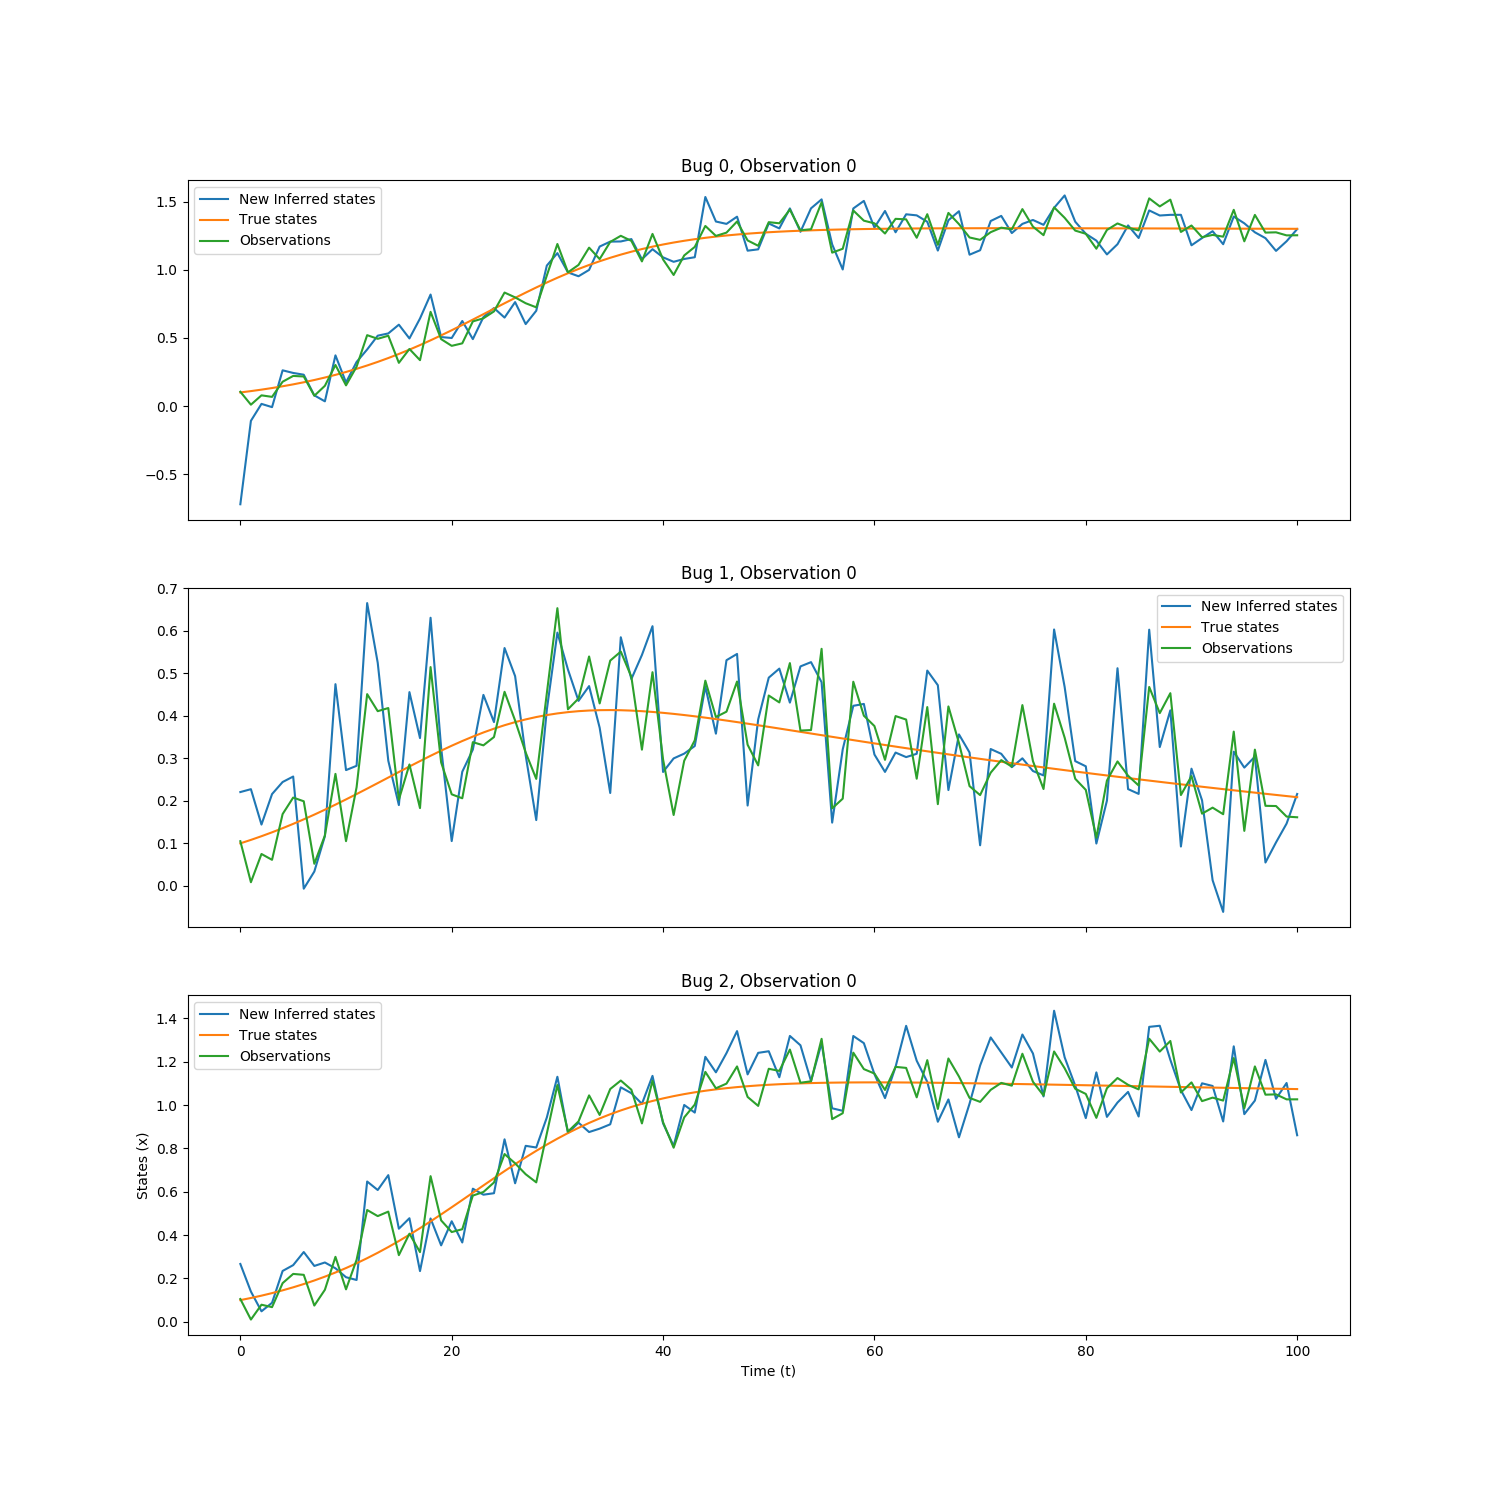 Bug 0, Observation 0
New Inferred states
True states
Observations
1.5
1.0
0.5
0.0
−0.5
Bug 1, Observation 0
New Inferred states
True states
Observations
0.7
0.6
0.5
0.4
0.3
0.2
0.1
0.0
Bug 2, Observation 0
New Inferred states
True states
Observations
1.4
1.2
1.0
0.8
0.6
0.4
0.2
0.0
States (x)
0 20 40 60 80 100
Time (t)